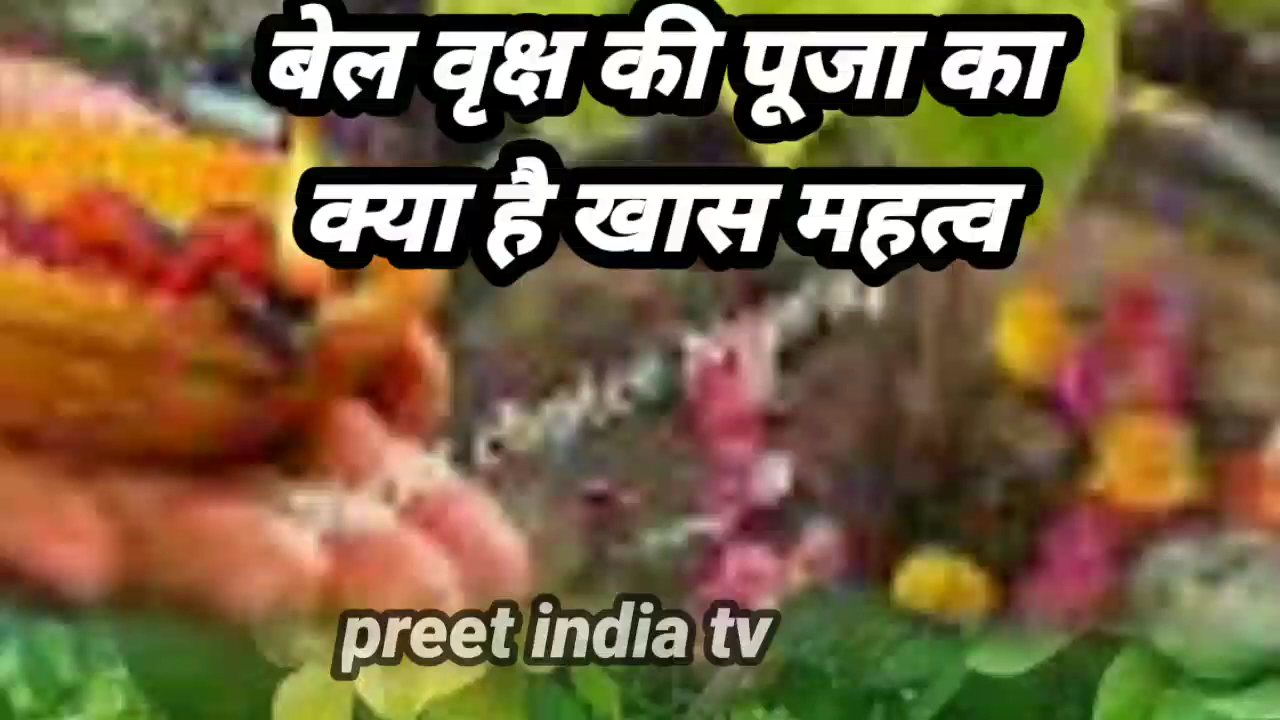 बेल वृक्ष की पूजा का
क्या है खास महत्व
preet india tv